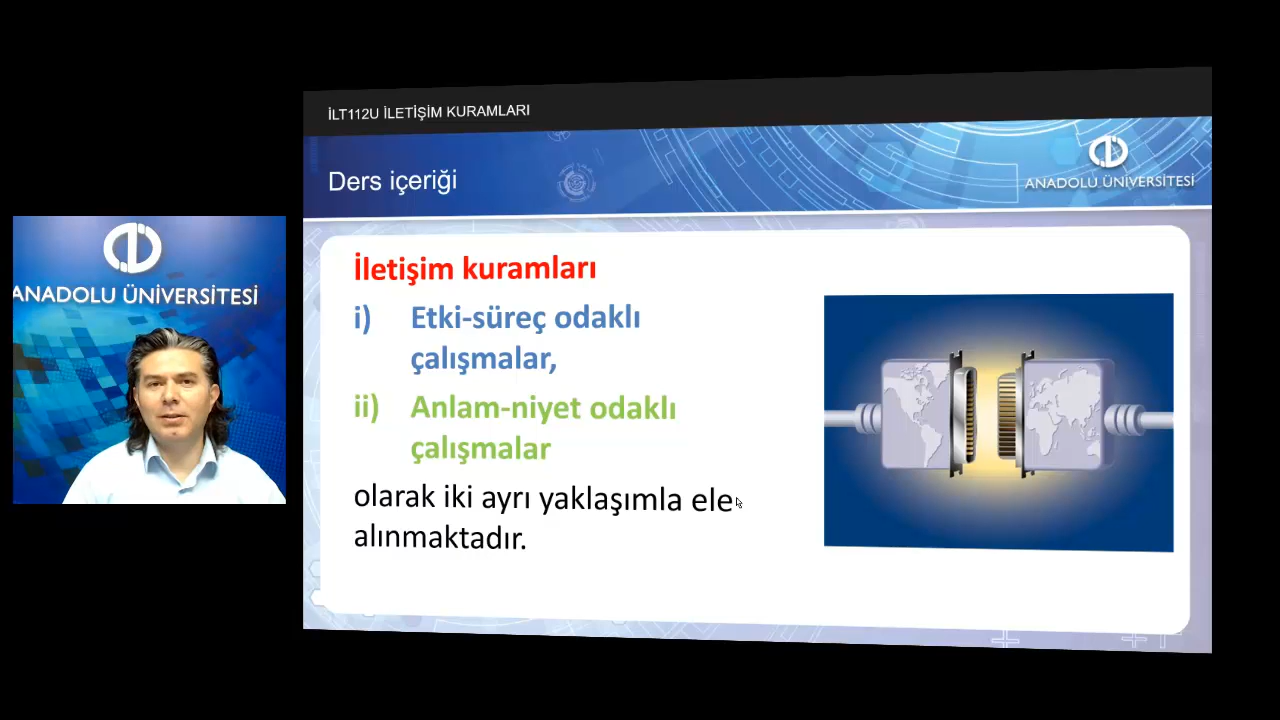 İLT112U İLETİŞİM KURAMLARI
Ders içeriği
ANADOLU ÜNİVERSİTESİ
ANADOLU ÜNİVERSİTESİ
İletişim kuramları
i) Etki-süreç odaklı
çalışmalar,
ii) Anlam-niyet odaklı
çalışmalar
olarak iki ayrı yaklaşımla ele
alınmaktadır.